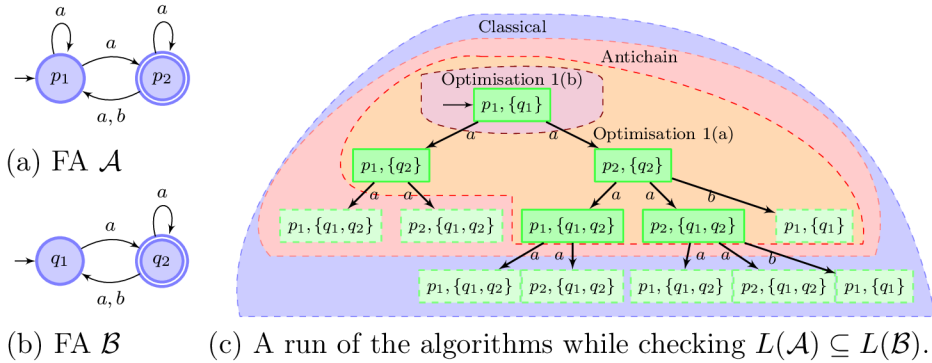 a
a
p₁
a
p₂
a, b
(a) FA 𝒜
a
q₁
a
q₂
a, b
(b) FA ℬ
Classical
Antichain
Optimisation 1(b)
p₁, {q₁}
a
a
Optimisation 1(a)
p₁, {q₂}
p₂, {q₂}
a
a
a
a
b
p₁, {q₁, q₂}
p₂, {q₁, q₂}
p₁, {q₁, q₂}
p₂, {q₁, q₂}
p₁, {q₁}
a
a
a
a
b
p₁, {q₁, q₂}
p₂, {q₁, q₂}
p₁, {q₁, q₂}
p₂, {q₁, q₂}
p₁, {q₁}
(c) A run of the algorithms while checking L(𝒜) ⊆ L(ℬ).